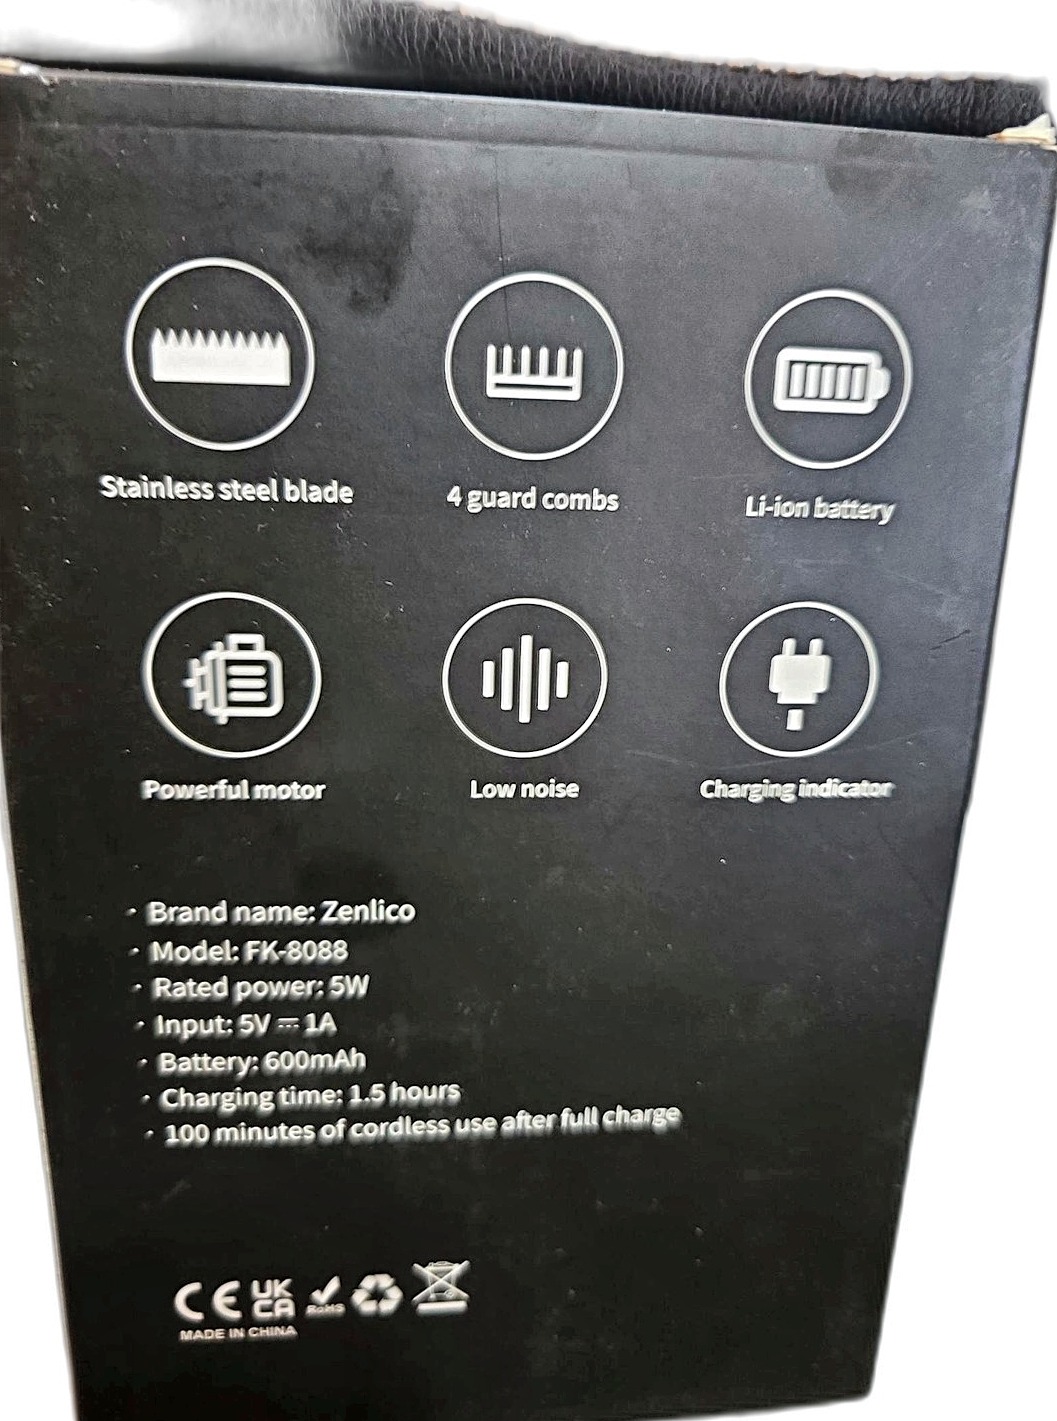 Stainless steel blade
4 guard combs
Li-ion battery
Powerful motor
Low noise
Charging indicator
· Brand name: Zenlico
· Model: FK-8088
· Rated power: 5W
· Input: 5V ⎓ 1A
· Battery: 600mAh
· Charging time: 1.5 hours
· 100 minutes of cordless use after full charge
CE UK
CA RoHS
MADE IN CHINA